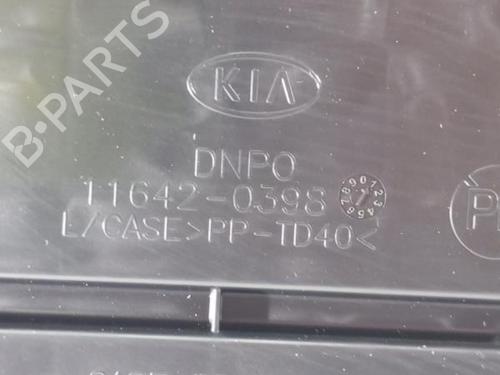 B-PARTS
KIA
DNPO
11642-0398
L/CASE>PP-TD40<